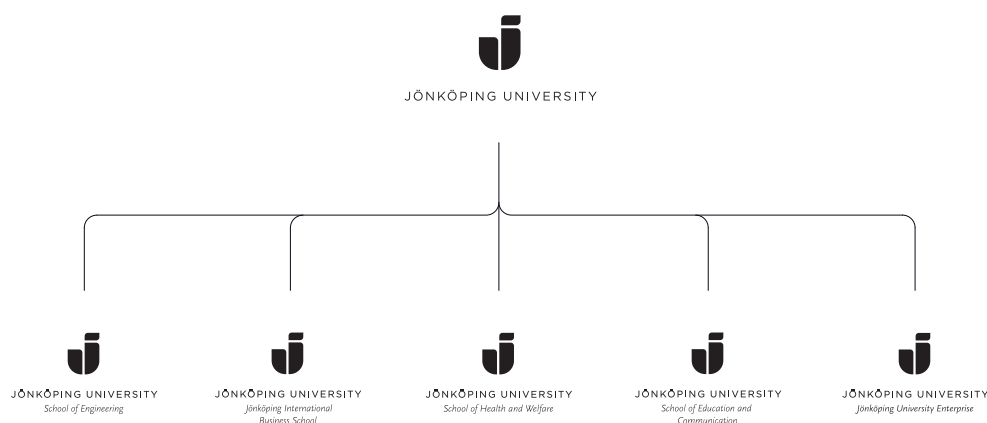 JÖNKÖPING UNIVERSITY
JÖNKÖPING UNIVERSITY
School of Engineering
JÖNKÖPING UNIVERSITY
Jönköping International
Business School
JÖNKÖPING UNIVERSITY
School of Health and Welfare
JÖNKÖPING UNIVERSITY
School of Education and
Communication
JÖNKÖPING UNIVERSITY
Jönköping University Enterprise